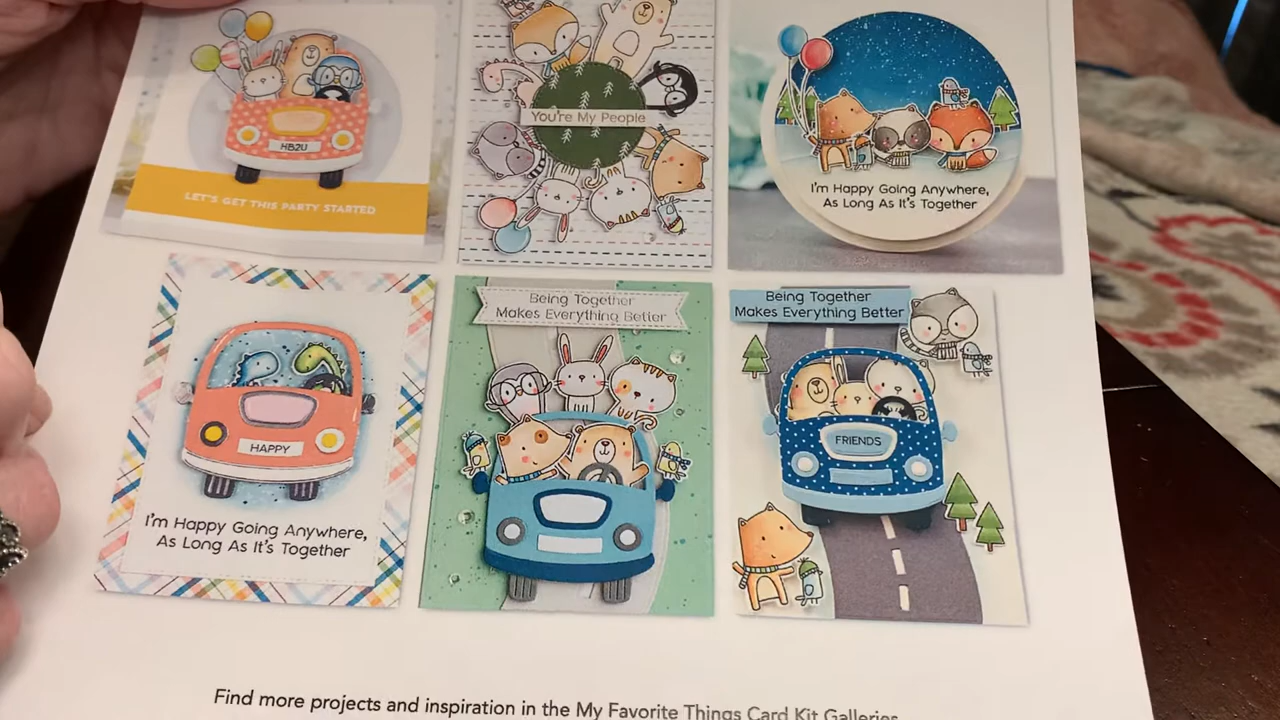 HB2U
LET'S GET THIS PARTY STARTED
You're My People
I'm Happy Going Anywhere,
As Long As It's Together
HAPPY
I'm Happy Going Anywhere,
As Long As It's Together
Being Together
Makes Everything Better
Being Together
Makes Everything Better
FRIENDS
Find more projects and inspiration in the My Favorite Things Card Kit Galleries